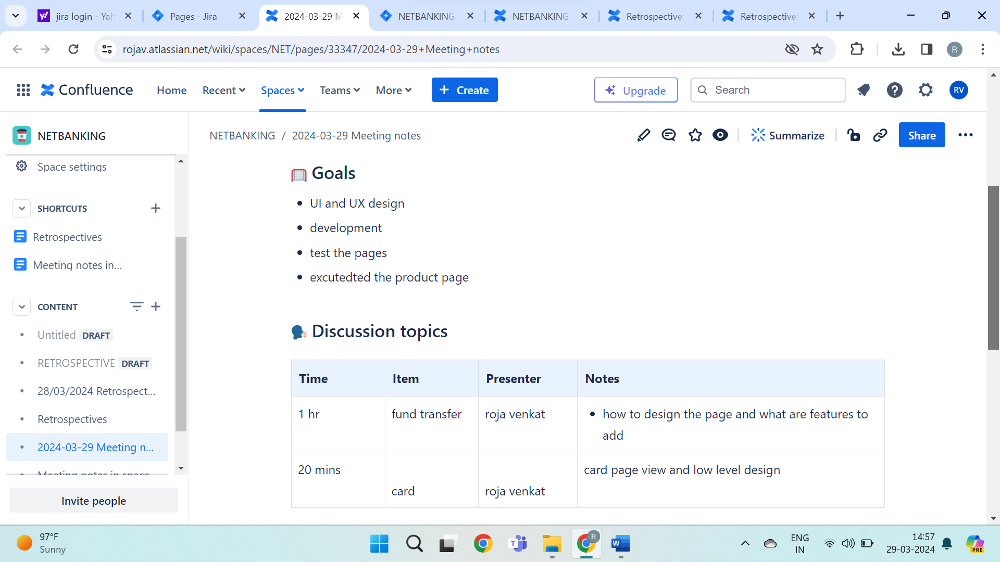 jira login - Yah
Pages - Jira
2024-03-29 M
NETBANKING
NETBANKING
Retrospective:
Retrospective:
rojav.atlassian.net/wiki/spaces/NET/pages/33347/2024-03-29+Meeting+notes
R
Confluence
Home
Recent
Spaces
Teams
More
+ Create
Upgrade
Search
RV
NETBANKING
NETBANKING / 2024-03-29 Meeting notes
Summarize
Share
Space settings
SHORTCUTS
Retrospectives
Meeting notes in...
CONTENT
Untitled DRAFT
RETROSPECTIVE DRAFT
28/03/2024 Retrospect...
Retrospectives
2024-03-29 Meeting n...
Meeting notes in space
Invite people
Goals
• UI and UX design
• development
• test the pages
• excutedted the product page
Discussion topics
Time Item Presenter Notes
1 hr fund transfer roja venkat • how to design the page and what are features to
add
20 mins card page view and low level design
card roja venkat
97°F
Sunny
T
R
W
ENG
IN
14:57
29-03-2024
PRE